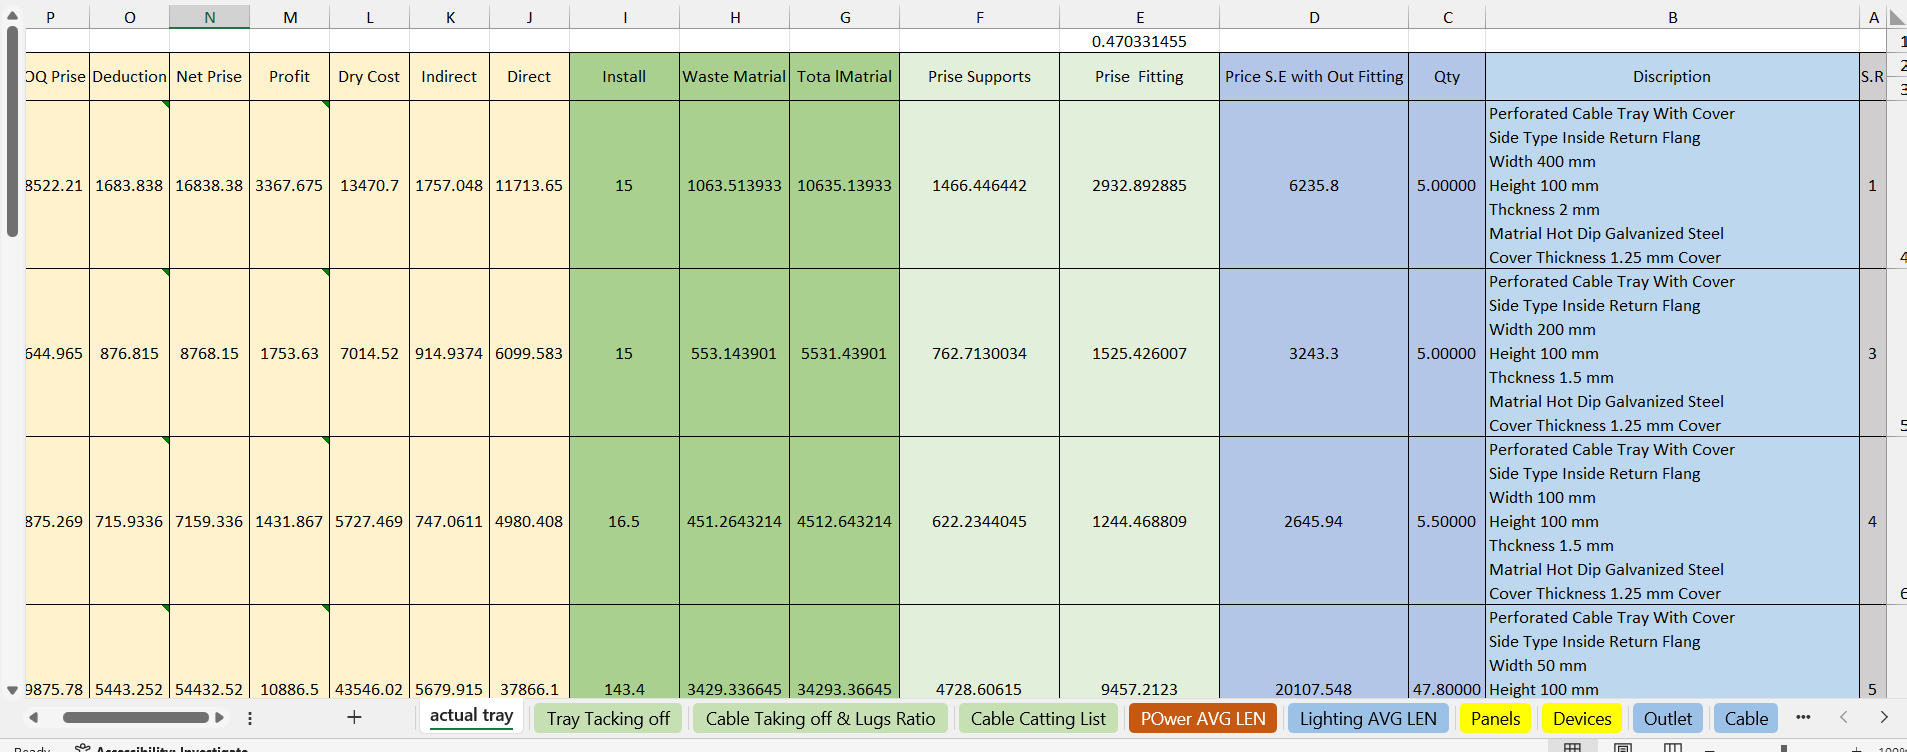 P O N M L K J I H G F E D C B A
0.470331455 1
OQ Prise Deduction Net Prise Profit Dry Cost Indirect Direct Install Waste Matrial Tota lMatrial Prise Supports Prise Fitting Price S.E with Out Fitting Qty Discription S.R 2
3
Perforated Cable Tray With Cover
Side Type Inside Return Flang
Width 400 mm
8522.21 1683.838 16838.38 3367.675 13470.7 1757.048 11713.65 15 1063.513933 10635.13933 1466.446442 2932.892885 6235.8 5.00000 Height 100 mm 1
Thckness 2 mm
Matrial Hot Dip Galvanized Steel
Cover Thickness 1.25 mm Cover 4
Perforated Cable Tray With Cover
Side Type Inside Return Flang
Width 200 mm
644.965 876.815 8768.15 1753.63 7014.52 914.9374 6099.583 15 553.143901 5531.43901 762.7130034 1525.426007 3243.3 5.00000 Height 100 mm 3
Thckness 1.5 mm
Matrial Hot Dip Galvanized Steel
Cover Thickness 1.25 mm Cover 5
Perforated Cable Tray With Cover
Side Type Inside Return Flang
Width 100 mm
875.269 715.9336 7159.336 1431.867 5727.469 747.0611 4980.408 16.5 451.2643214 4512.643214 622.2344045 1244.468809 2645.94 5.50000 Height 100 mm 4
Thckness 1.5 mm
Matrial Hot Dip Galvanized Steel
Cover Thickness 1.25 mm Cover 6
Perforated Cable Tray With Cover
Side Type Inside Return Flang
Width 50 mm
9875.78 5443.252 54432.52 10886.5 43546.02 5679.915 37866.1 143.4 3429.336645 34293.36645 4728.60615 9457.2123 20107.548 47.80000 Height 100 mm 5
actual tray Tray Tacking off Cable Taking off & Lugs Ratio Cable Catting List POwer AVG LEN Lighting AVG LEN Panels Devices Outlet Cable
Ready Accessibility: Investigate 100%